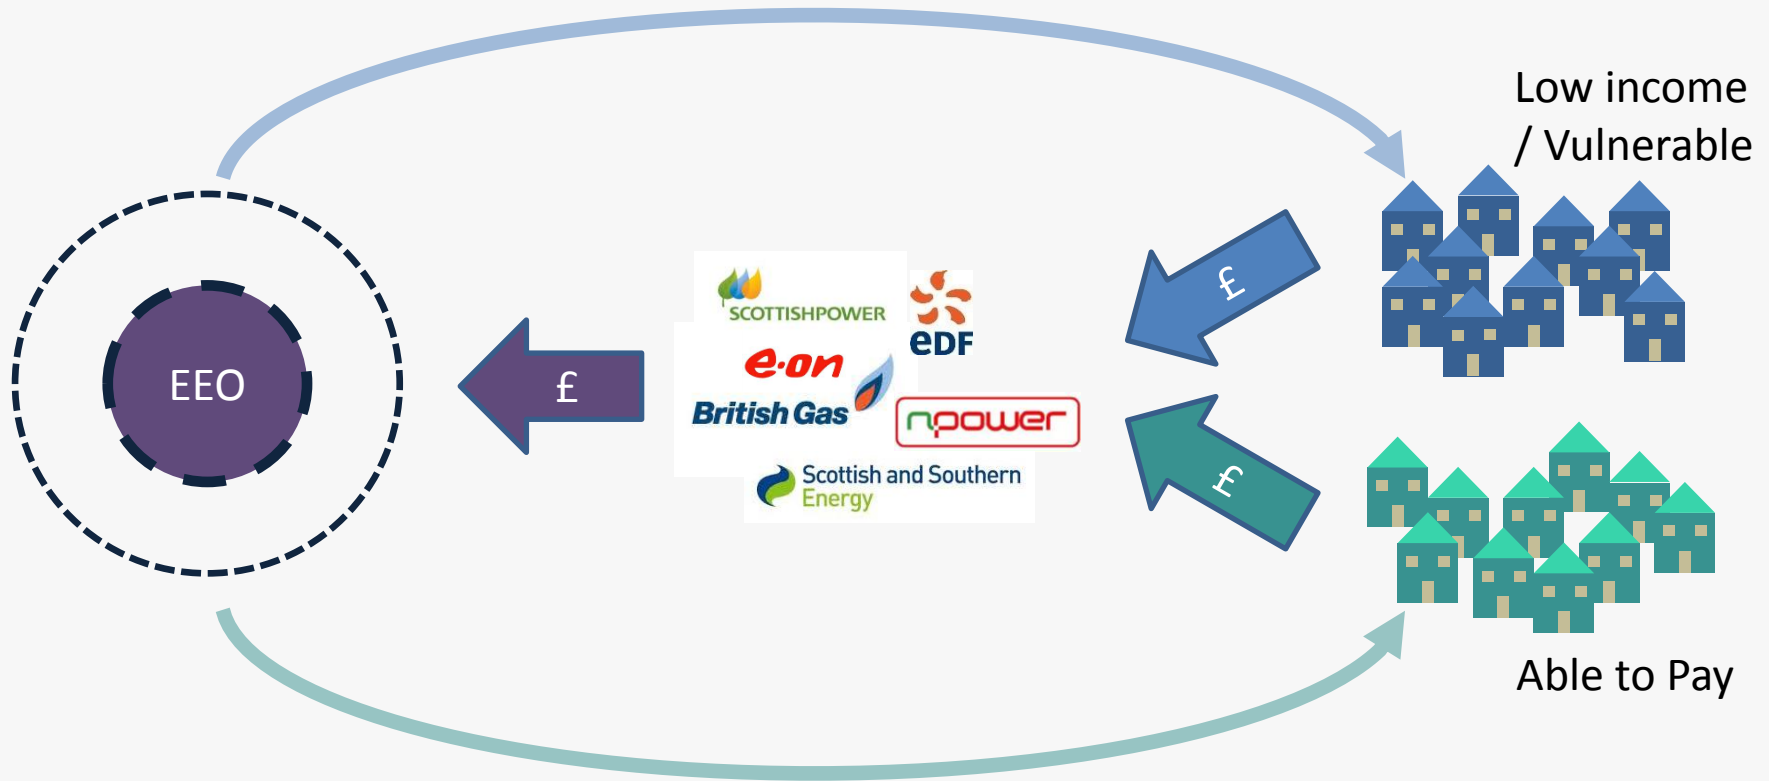 Low income
/ Vulnerable
SCOTTISHPOWER
eDF
e·on
British Gas
npower
Scottish and Southern
Energy
EEO
£
£
£
Able to Pay